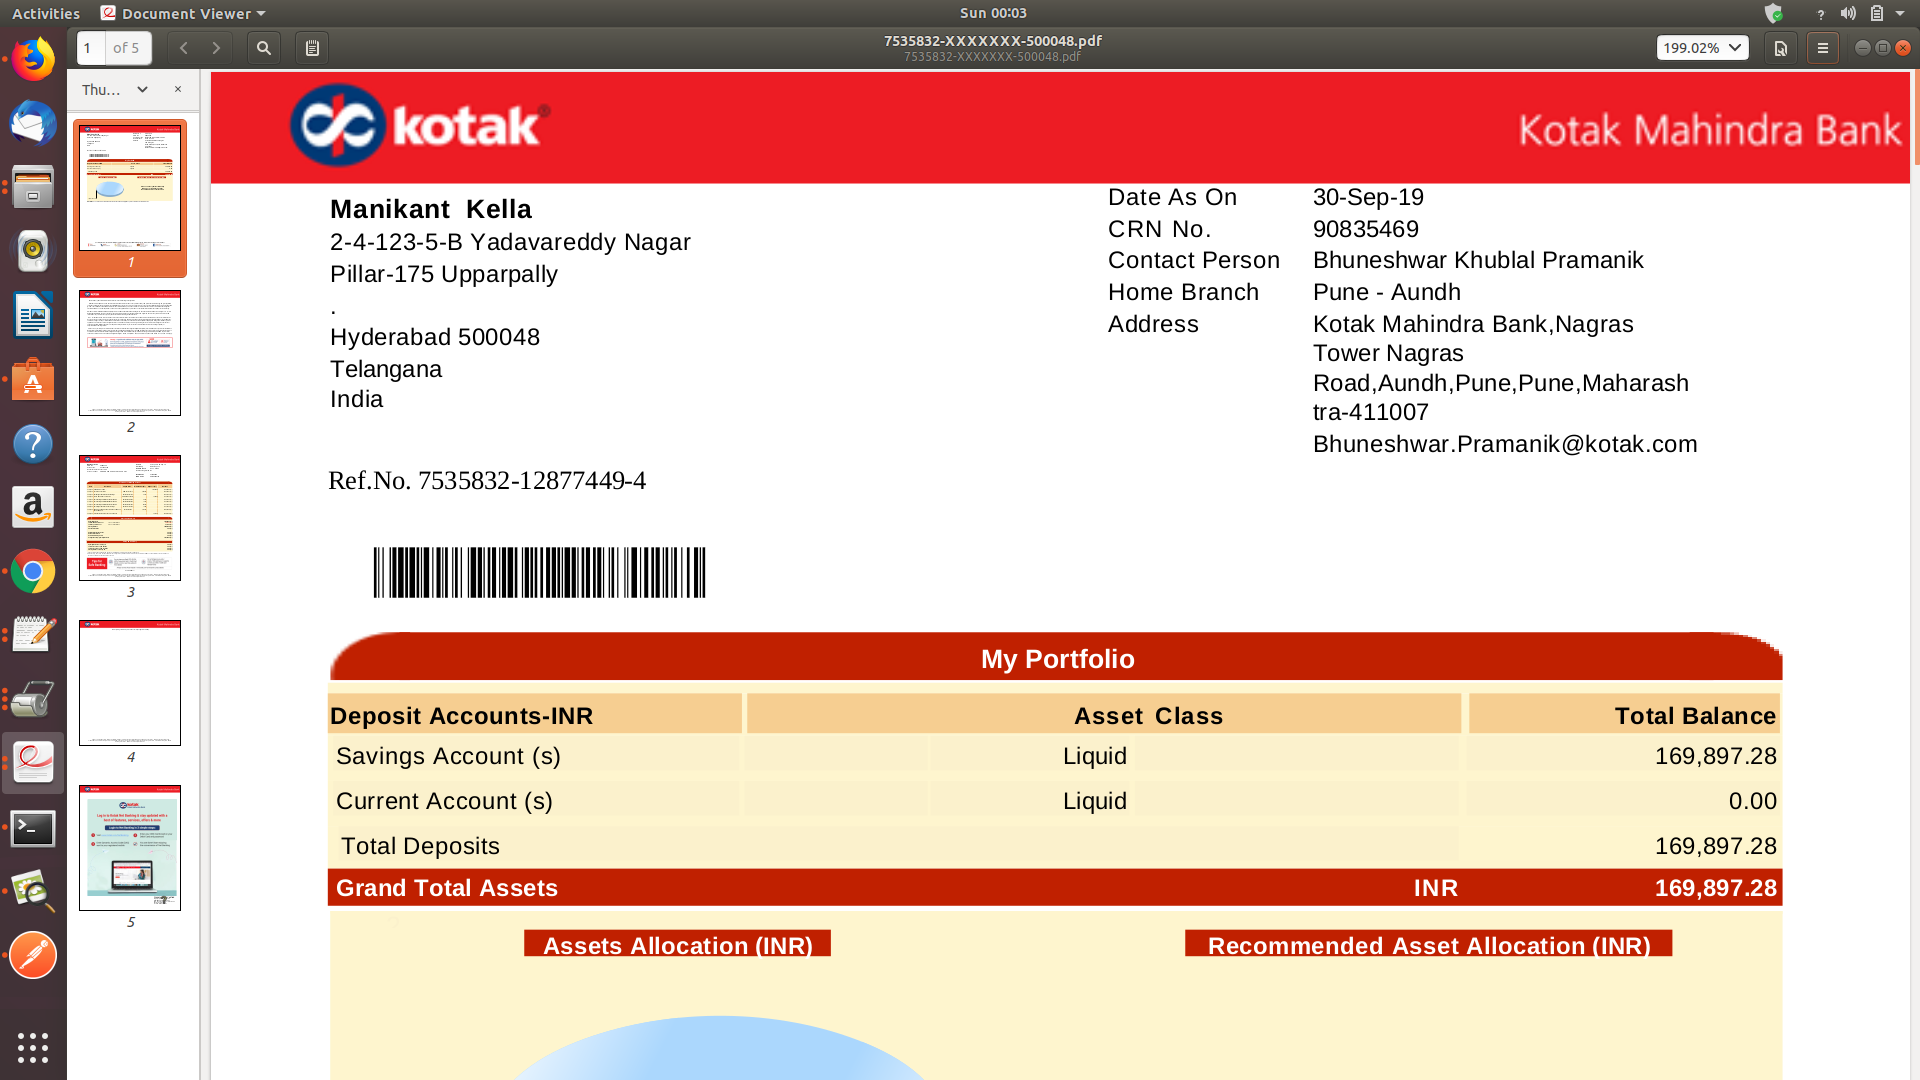 Activities
Document Viewer
Sun 00:03
?
1 of 5
7535832-XXXXXXX-500048.pdf
7535832-XXXXXXX-500048.pdf
199.02%
Thu...
1
2
3
4
5
kotak
Kotak Mahindra Bank
Manikant Kella
2-4-123-5-B Yadavareddy Nagar
Pillar-175 Upparpally
.
Hyderabad 500048
Telangana
India
Date As On 30-Sep-19
CRN No. 90835469
Contact Person Bhuneshwar Khublal Pramanik
Home Branch Pune - Aundh
Address Kotak Mahindra Bank,Nagras
Tower Nagras
Road,Aundh,Pune,Pune,Maharash
tra-411007
Bhuneshwar.Pramanik@kotak.com
Ref.No. 7535832-12877449-4
My Portfolio
Deposit Accounts-INR Asset Class Total Balance
Savings Account (s) Liquid 169,897.28
Current Account (s) Liquid 0.00
Total Deposits 169,897.28
Grand Total Assets INR 169,897.28
Assets Allocation (INR) Recommended Asset Allocation (INR)